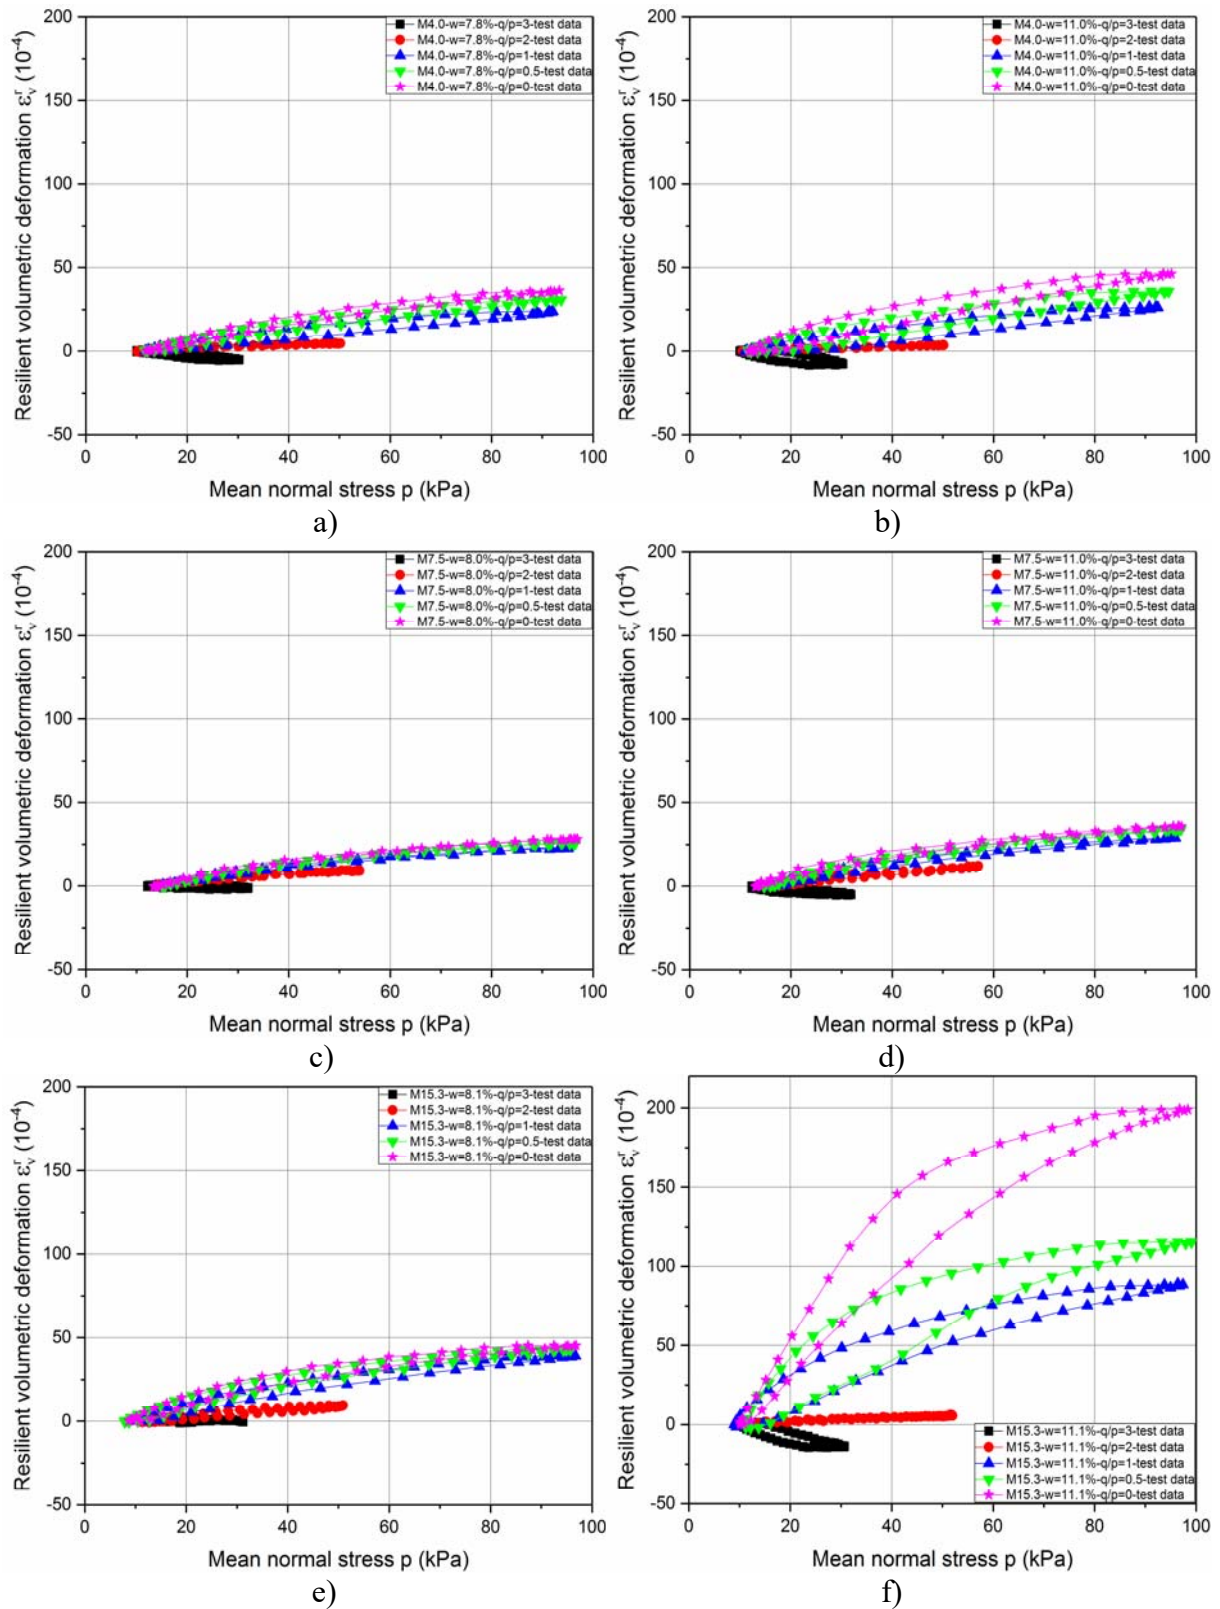 M4.0-w=7.8%-q/p=3-test data
M4.0-w=7.8%-q/p=2-test data
M4.0-w=7.8%-q/p=1-test data
M4.0-w=7.8%-q/p=0.5-test data
M4.0-w=7.8%-q/p=0-test data
200
150
100
50
0
-50
0 20 40 60 80 100
Resilient volumetric deformation εᵥʳ (10⁻⁴)
Mean normal stress p (kPa)
a)
M4.0-w=11.0%-q/p=3-test data
M4.0-w=11.0%-q/p=2-test data
M4.0-w=11.0%-q/p=1-test data
M4.0-w=11.0%-q/p=0.5-test data
M4.0-w=11.0%-q/p=0-test data
200
150
100
50
0
-50
0 20 40 60 80 100
Resilient volumetric deformation εᵥʳ (10⁻⁴)
Mean normal stress p (kPa)
b)
M7.5-w=8.0%-q/p=3-test data
M7.5-w=8.0%-q/p=2-test data
M7.5-w=8.0%-q/p=1-test data
M7.5-w=8.0%-q/p=0.5-test data
M7.5-w=8.0%-q/p=0-test data
200
150
100
50
0
-50
0 20 40 60 80 100
Resilient volumetric deformation εᵥʳ (10⁻⁴)
Mean normal stress p (kPa)
c)
M7.5-w=11.0%-q/p=3-test data
M7.5-w=11.0%-q/p=2-test data
M7.5-w=11.0%-q/p=1-test data
M7.5-w=11.0%-q/p=0.5-test data
M7.5-w=11.0%-q/p=0-test data
200
150
100
50
0
-50
0 20 40 60 80 100
Resilient volumetric deformation εᵥʳ (10⁻⁴)
Mean normal stress p (kPa)
d)
M15.3-w=8.1%-q/p=3-test data
M15.3-w=8.1%-q/p=2-test data
M15.3-w=8.1%-q/p=1-test data
M15.3-w=8.1%-q/p=0.5-test data
M15.3-w=8.1%-q/p=0-test data
200
150
100
50
0
-50
0 20 40 60 80 100
Resilient volumetric deformation εᵥʳ (10⁻⁴)
Mean normal stress p (kPa)
e)
200
150
100
50
0
-50
M15.3-w=11.1%-q/p=3-test data
M15.3-w=11.1%-q/p=2-test data
M15.3-w=11.1%-q/p=1-test data
M15.3-w=11.1%-q/p=0.5-test data
M15.3-w=11.1%-q/p=0-test data
0 20 40 60 80 100
Resilient volumetric deformation εᵥʳ (10⁻⁴)
Mean normal stress p (kPa)
f)